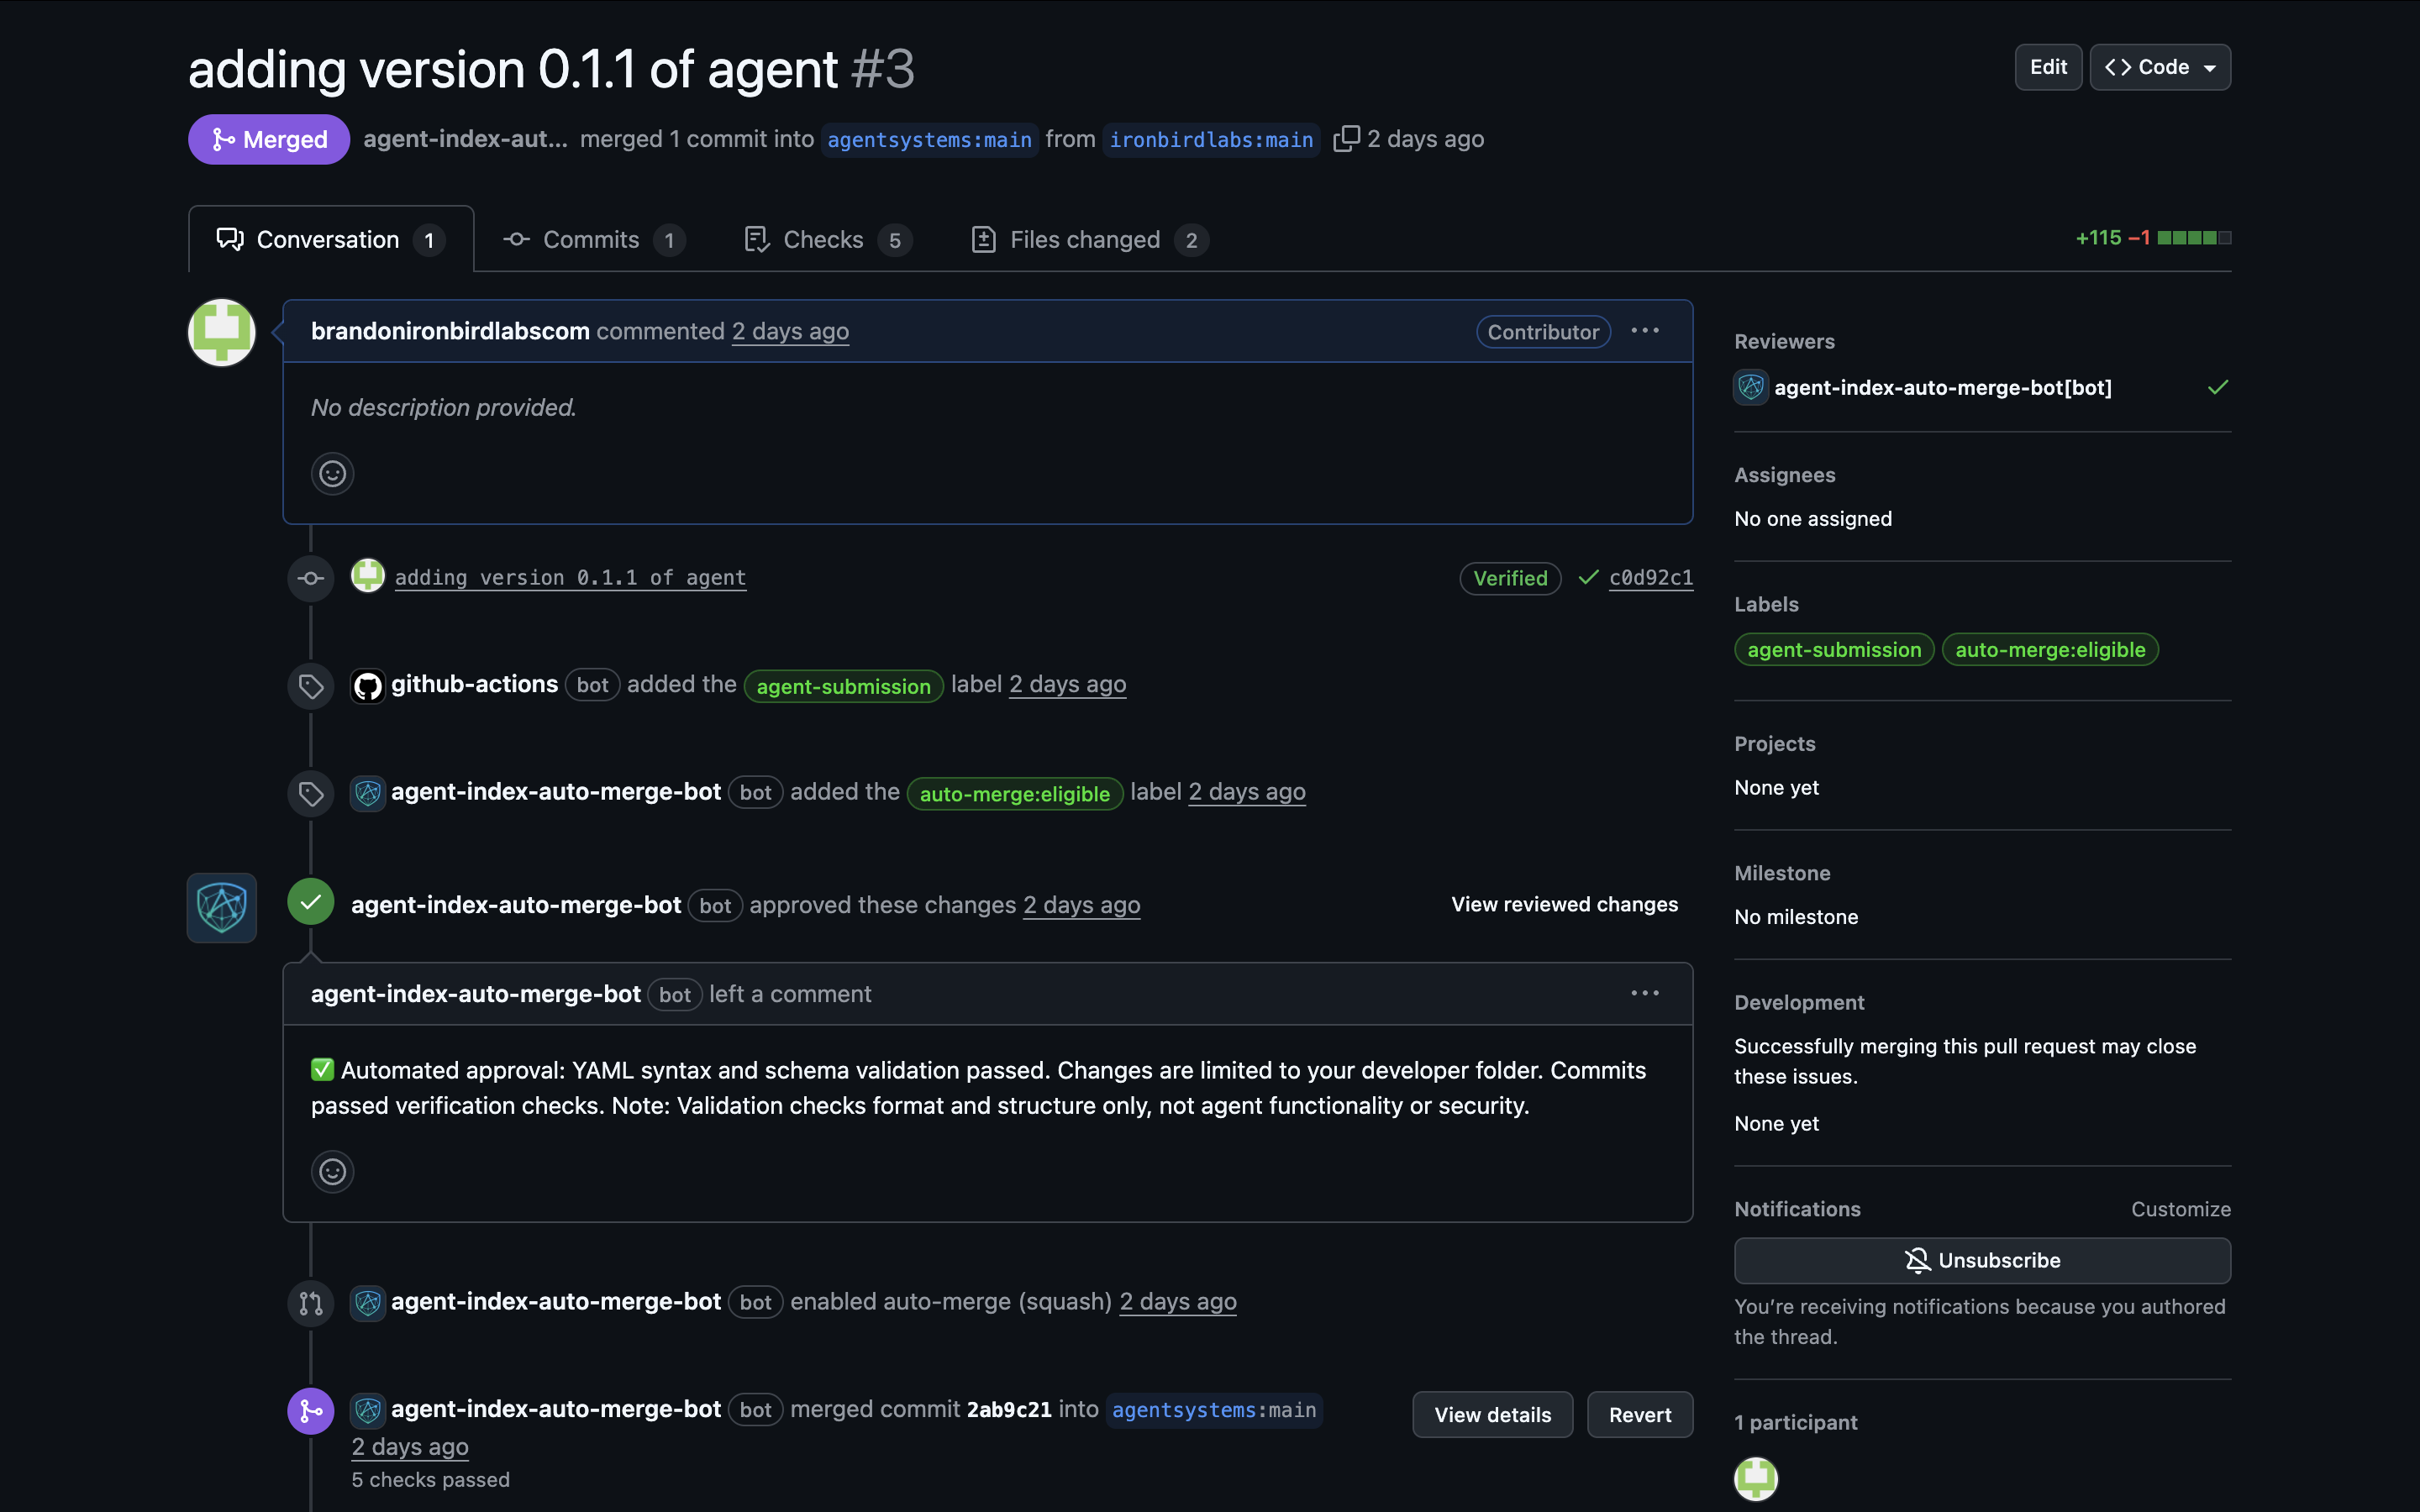 adding version 0.1.1 of agent #3
Edit
Code
Merged
agent-index-aut... merged 1 commit into agentsystems:main from ironbirdlabs:main 2 days ago
Conversation 1
Commits 1
Checks 5
Files changed 2
+115 −1
brandonironbirdlabscom commented 2 days ago
Contributor
No description provided.
adding version 0.1.1 of agent
Verified
c0d92c1
github-actions bot added the agent-submission label 2 days ago
agent-index-auto-merge-bot bot added the auto-merge:eligible label 2 days ago
agent-index-auto-merge-bot bot approved these changes 2 days ago
View reviewed changes
agent-index-auto-merge-bot bot left a comment
✅ Automated approval: YAML syntax and schema validation passed. Changes are limited to your developer folder. Commits
passed verification checks. Note: Validation checks format and structure only, not agent functionality or security.
agent-index-auto-merge-bot bot enabled auto-merge (squash) 2 days ago
agent-index-auto-merge-bot bot merged commit 2ab9c21 into agentsystems:main
2 days ago
5 checks passed
View details
Revert
Reviewers
agent-index-auto-merge-bot[bot]
Assignees
No one assigned
Labels
agent-submission
auto-merge:eligible
Projects
None yet
Milestone
No milestone
Development
Successfully merging this pull request may close
these issues.
None yet
Notifications
Customize
Unsubscribe
You’re receiving notifications because you authored
the thread.
1 participant